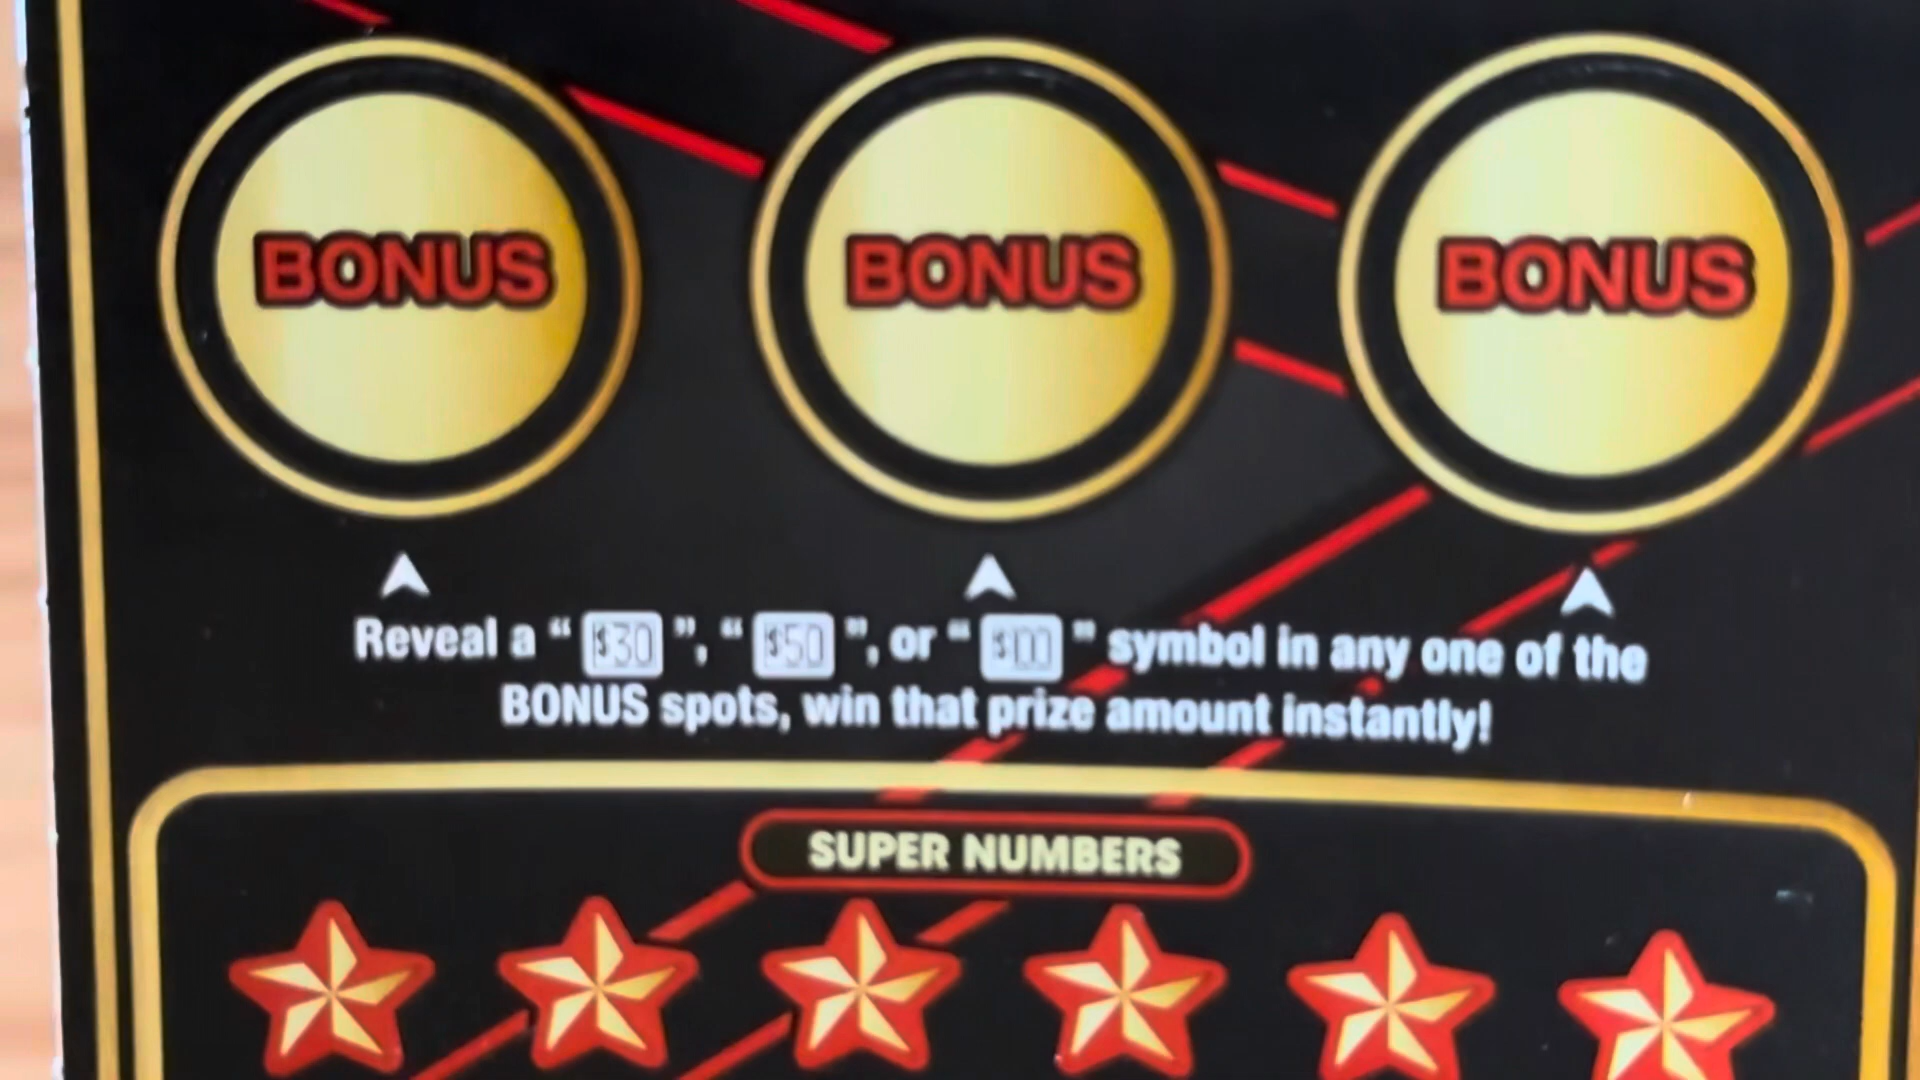 BONUS BONUS BONUS
Reveal a “ $30 ”, “ $50 ”, or “ $100 ” symbol in any one of the
BONUS spots, win that prize amount instantly!
SUPER NUMBERS